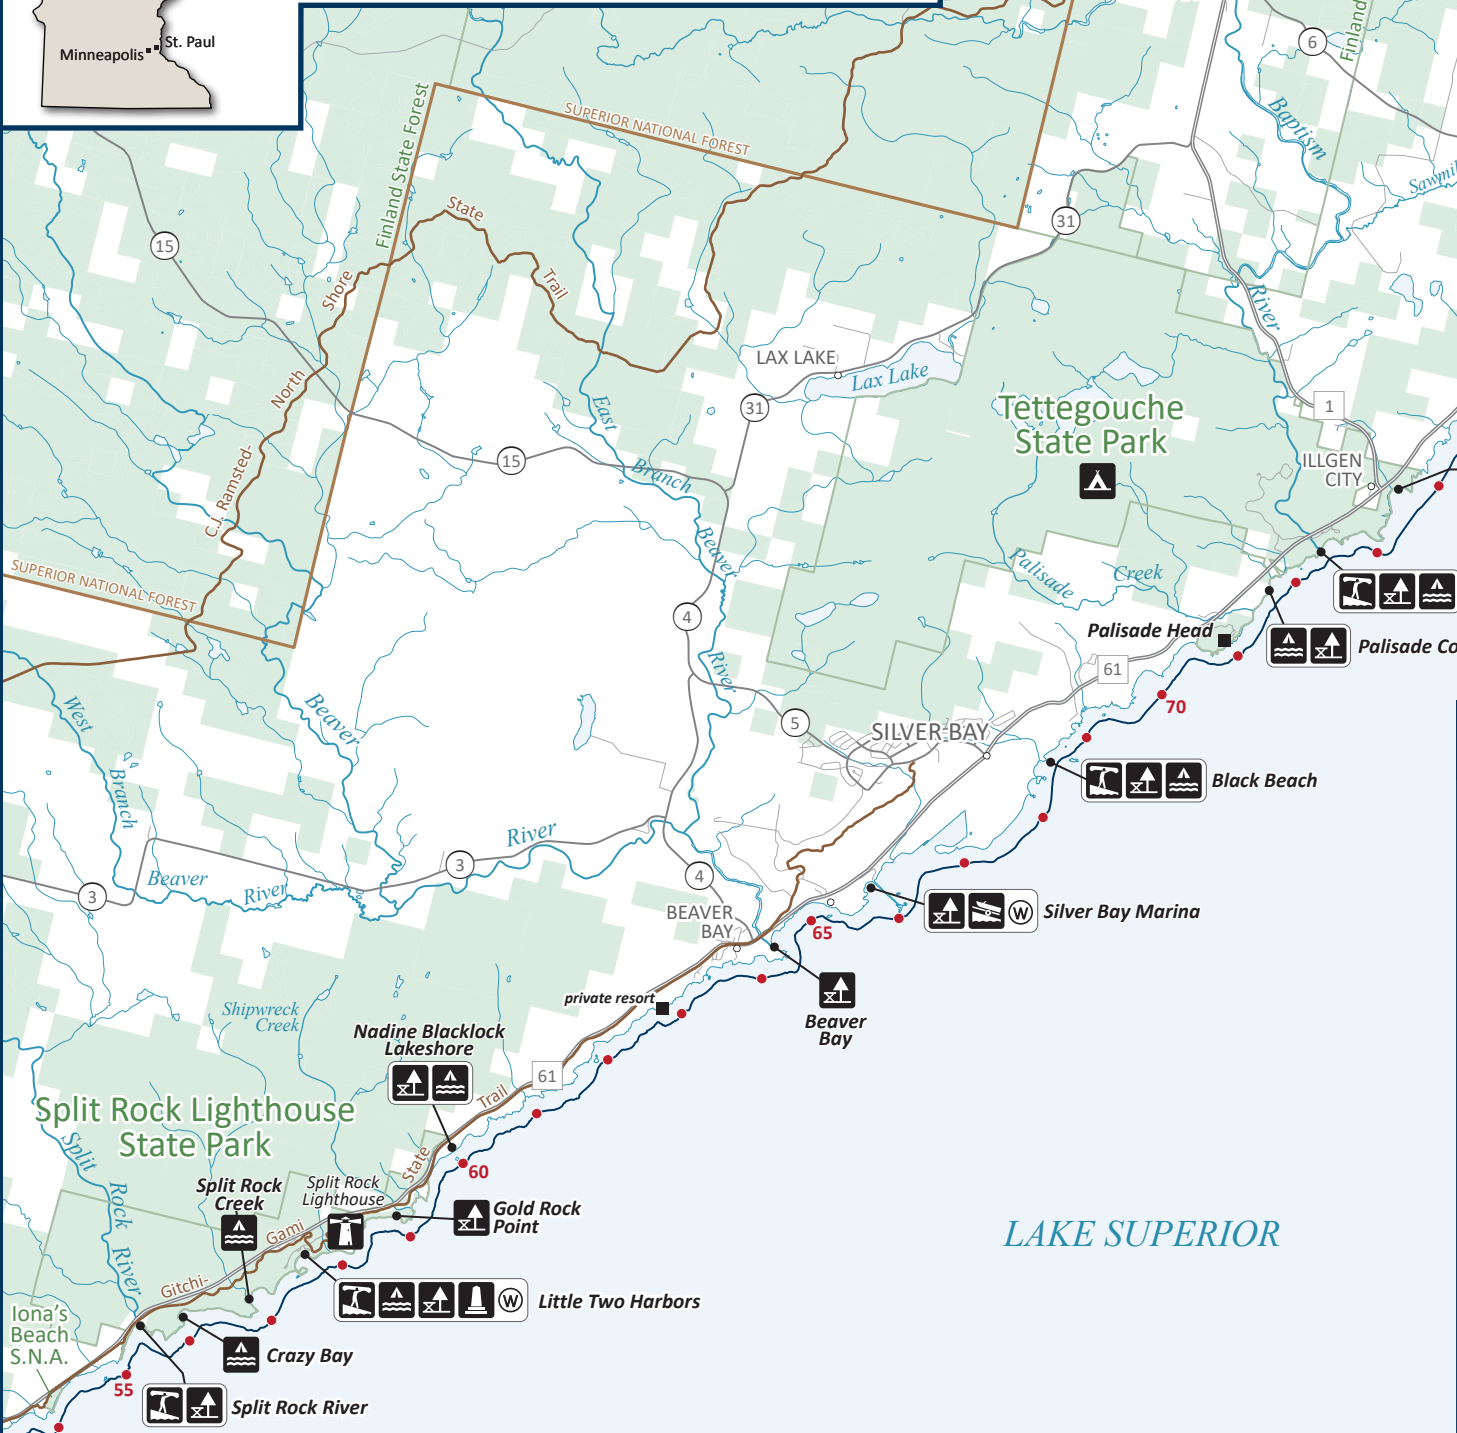 Minneapolis
St. Paul
SUPERIOR NATIONAL FOREST
Finland State Forest
Finland
6
Baptism
River
15
State
Trail
Shore
North
C.J. Ramsted-
31
LAX LAKE
Lax Lake
31
East
Branch
Beaver
River
15
Tettegouche
State Park
1
ILLGEN
CITY
SUPERIOR NATIONAL FOREST
Palisade
Creek
Palisade Head
4
61
70
5
SILVER BAY
West
Branch
Beaver
River
Beaver
River
3
3
4
Black Beach
W
Silver Bay Marina
65
BEAVER
BAY
Beaver
Bay
private resort
Shipwreck
Creek
Nadine Blacklock
Lakeshore
61
Trail
State
Gami
Gitchi-
60
Split Rock Lighthouse
State Park
Split
Rock
River
Split Rock
Creek
Split Rock
Lighthouse
Gold Rock
Point
LAKE SUPERIOR
W
Little Two Harbors
Iona's
Beach
S.N.A.
Crazy Bay
55
Split Rock River